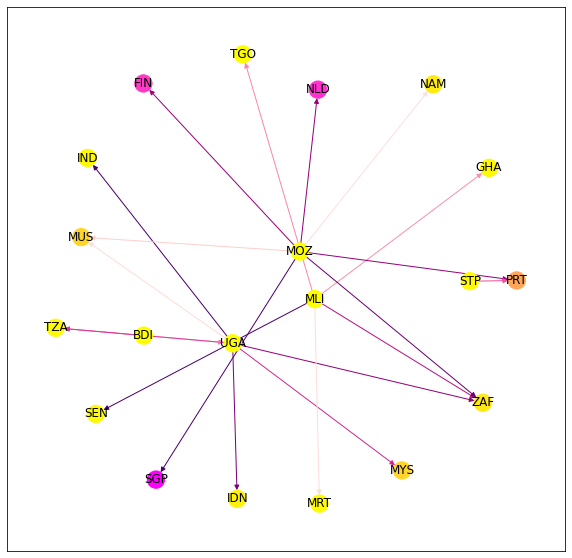 TGO
FIN
NLD
NAM
IND
GHA
MUS
MOZ
STP
PRT
MLI
TZA
BDI
UGA
SEN
ZAF
SGP
MYS
IDN
MRT